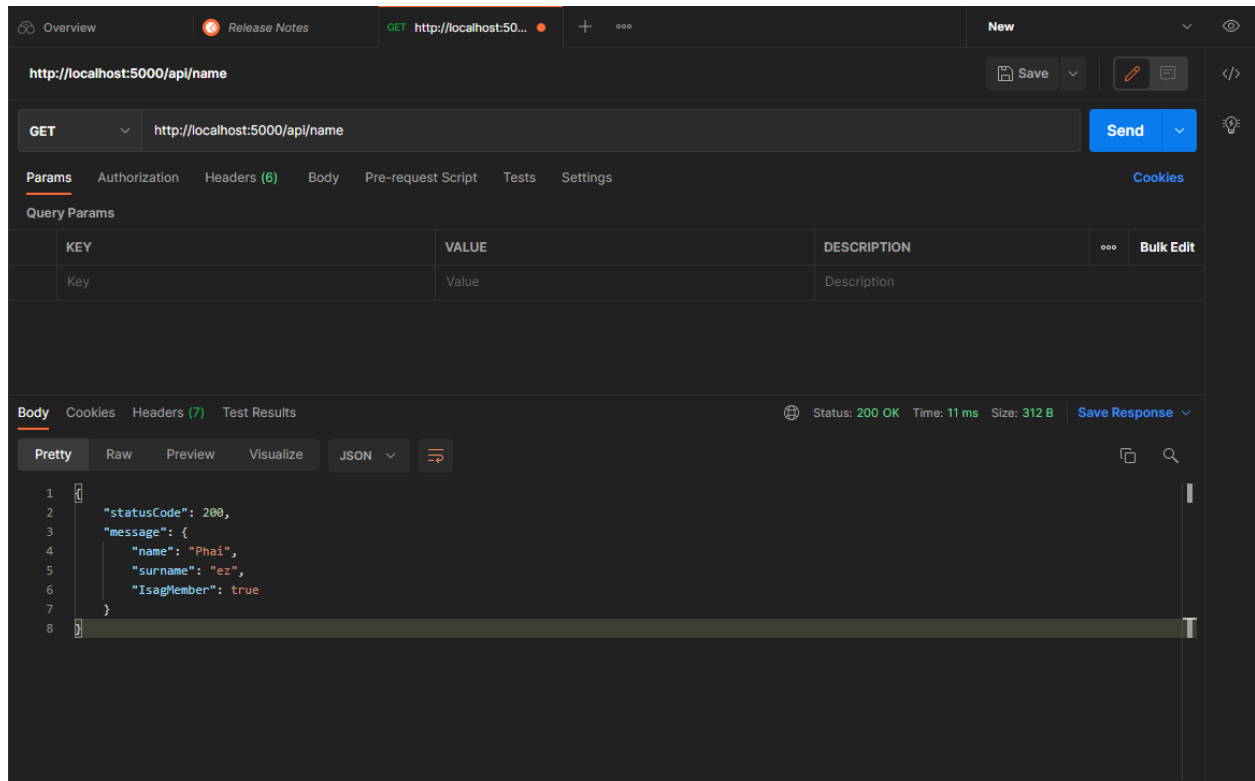 Overview Release Notes GET http://localhost:50... New
http://localhost:5000/api/name Save
GET http://localhost:5000/api/name Send
Params Authorization Headers (6) Body Pre-request Script Tests Settings Cookies
Query Params
KEY VALUE DESCRIPTION Bulk Edit
Key Value Description
Body Cookies Headers (7) Test Results Status: 200 OK Time: 11 ms Size: 312 B Save Response
Pretty Raw Preview Visualize JSON
1 {
2 "statusCode": 200,
3 "message": {
4 "name": "Phai",
5 "surname": "ez",
6 "IsagMember": true
7 }
8 }